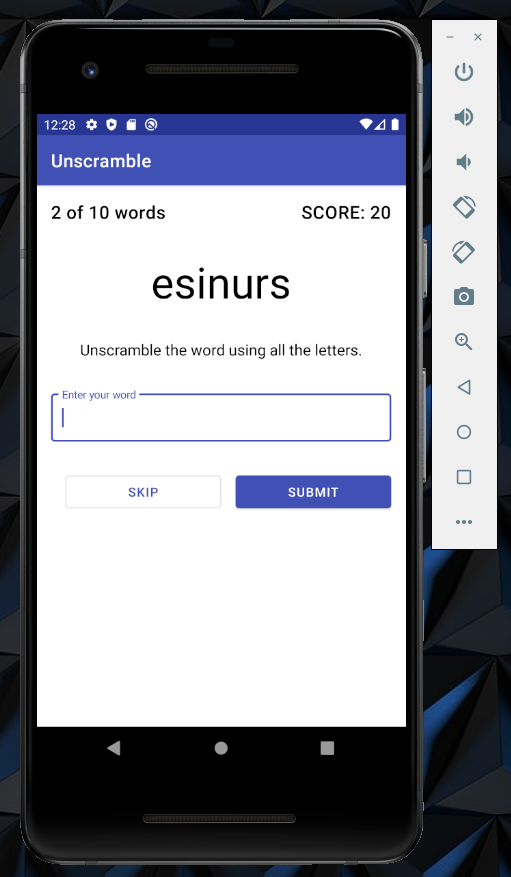 12:28
Unscramble
2 of 10 words SCORE: 20
esinurs
Unscramble the word using all the letters.
Enter your word
SKIP SUBMIT